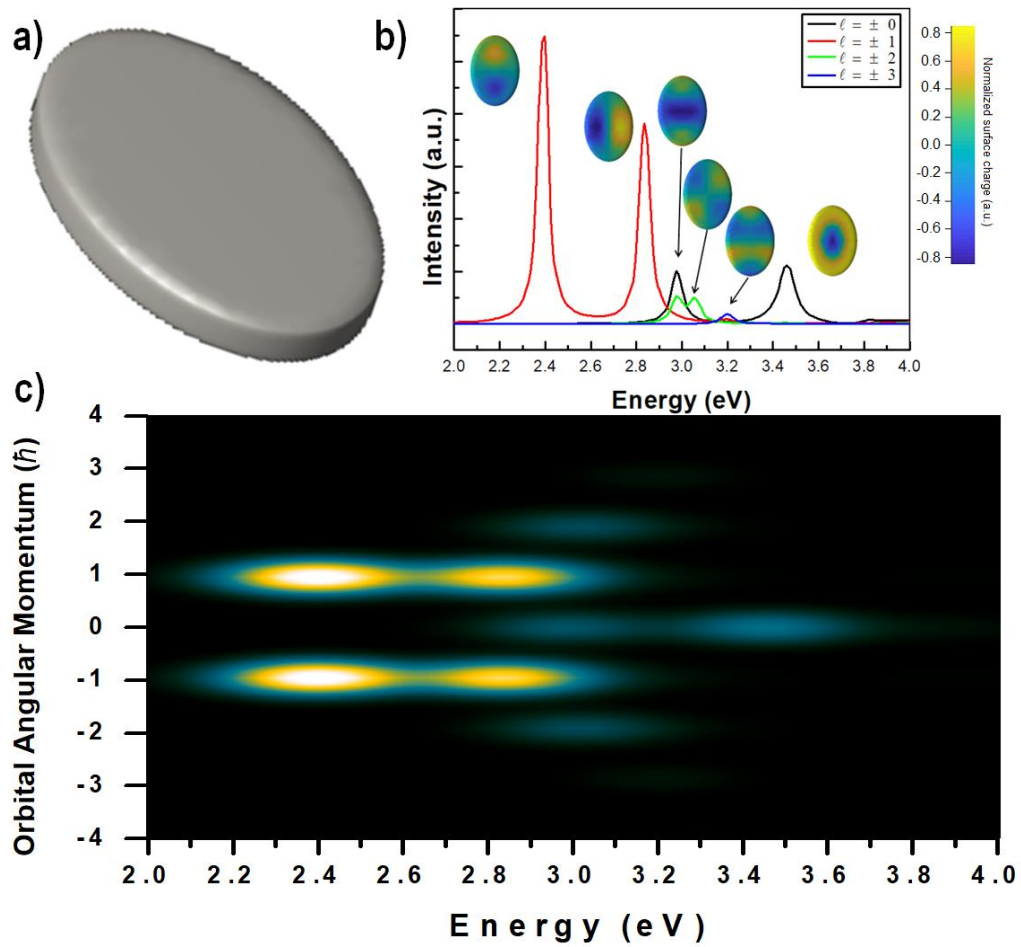 a)
b)
ℓ = ± 0
ℓ = ± 1
ℓ = ± 2
ℓ = ± 3
Intensity (a.u.)
2.0 2.2 2.4 2.6 2.8 3.0 3.2 3.4 3.6 3.8 4.0
Energy (eV)
0.8
0.6
0.4
0.2
0.0
-0.2
-0.4
-0.6
-0.8
Normalized surface charge (a.u.)
c)
Orbital Angular Momentum (ℏ)
4
3
2
1
0
-1
-2
-3
-4
2.0 2.2 2.4 2.6 2.8 3.0 3.2 3.4 3.6 3.8 4.0
Energy (eV)